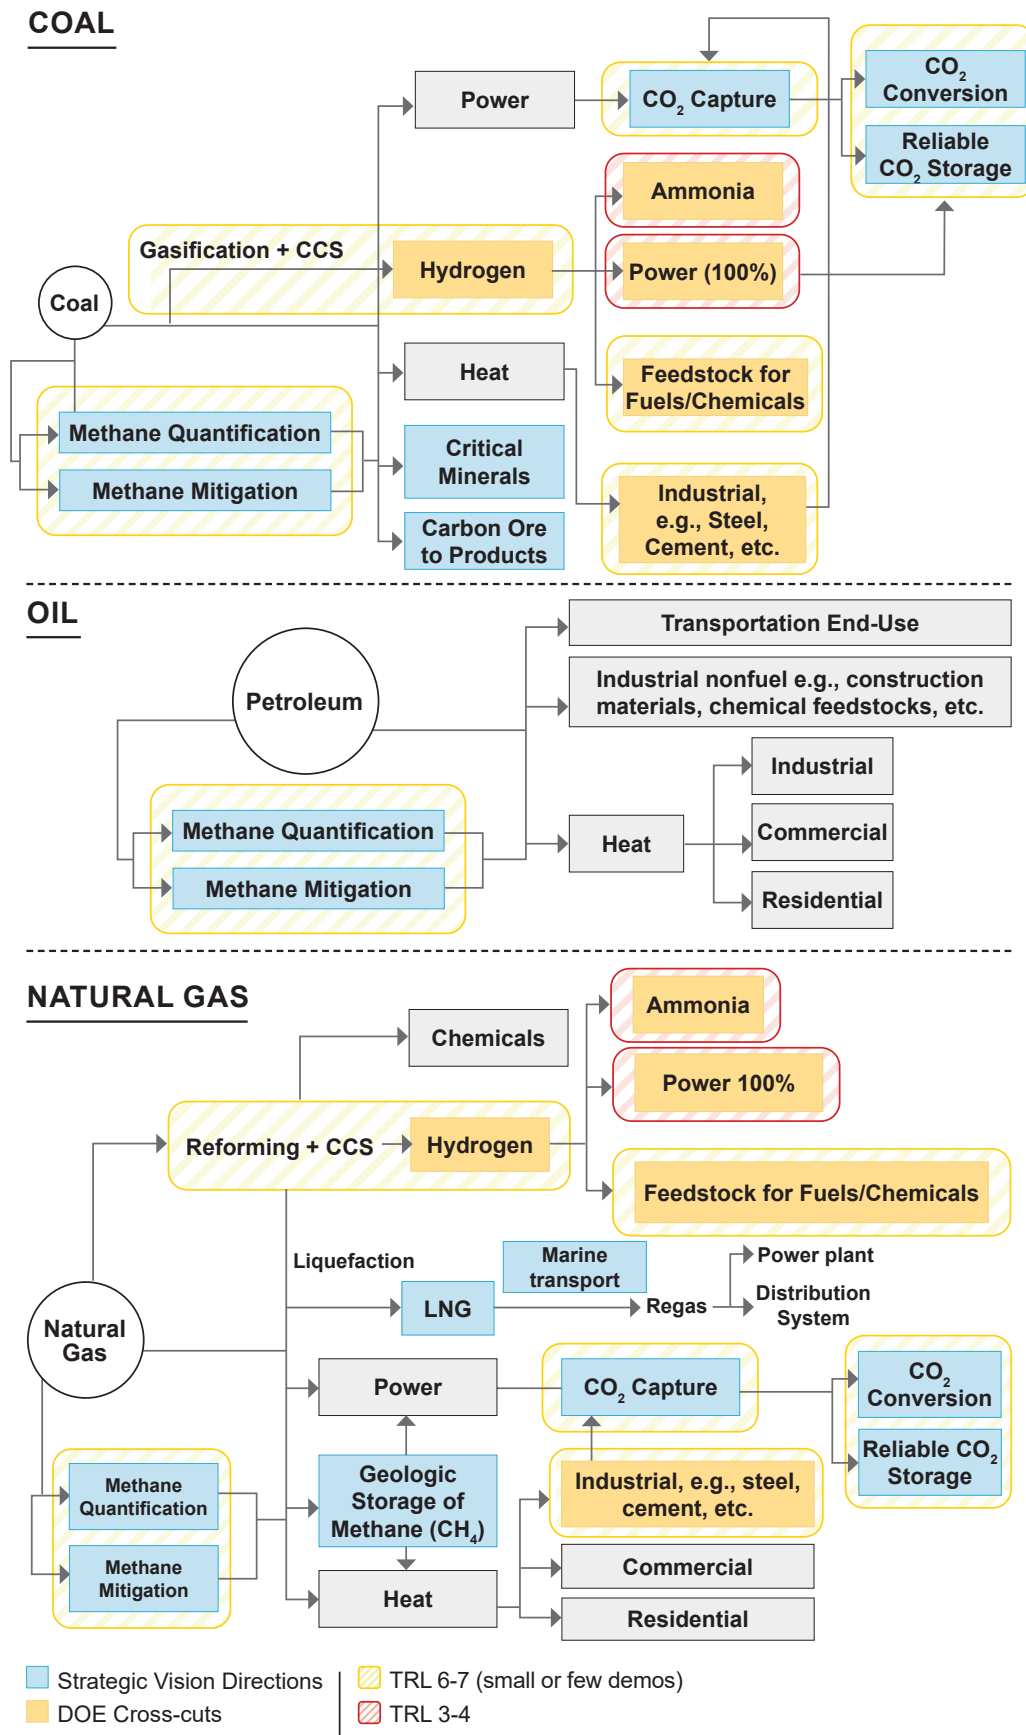 COAL
Power
CO₂ Capture
CO₂
Conversion
Reliable
CO₂ Storage
Ammonia
Gasification + CCS
Hydrogen
Power (100%)
Coal
Heat
Feedstock for
Fuels/Chemicals
Methane Quantification
Methane Mitigation
Critical
Minerals
Industrial,
e.g., Steel,
Cement, etc.
Carbon Ore
to Products
OIL
Transportation End-Use
Petroleum
Industrial nonfuel e.g., construction
materials, chemical feedstocks, etc.
Industrial
Methane Quantification
Heat
Commercial
Methane Mitigation
Residential
NATURAL GAS
Ammonia
Chemicals
Power 100%
Reforming + CCS
Hydrogen
Feedstock for Fuels/Chemicals
Liquefaction
Marine
transport
Power plant
LNG
Regas
Distribution
System
Natural
Gas
Power
CO₂ Capture
CO₂
Conversion
Reliable CO₂
Storage
Methane
Quantification
Geologic
Storage of
Methane (CH₄)
Industrial, e.g., steel,
cement, etc.
Methane
Mitigation
Heat
Commercial
Residential
Strategic Vision Directions
DOE Cross-cuts
TRL 6-7 (small or few demos)
TRL 3-4